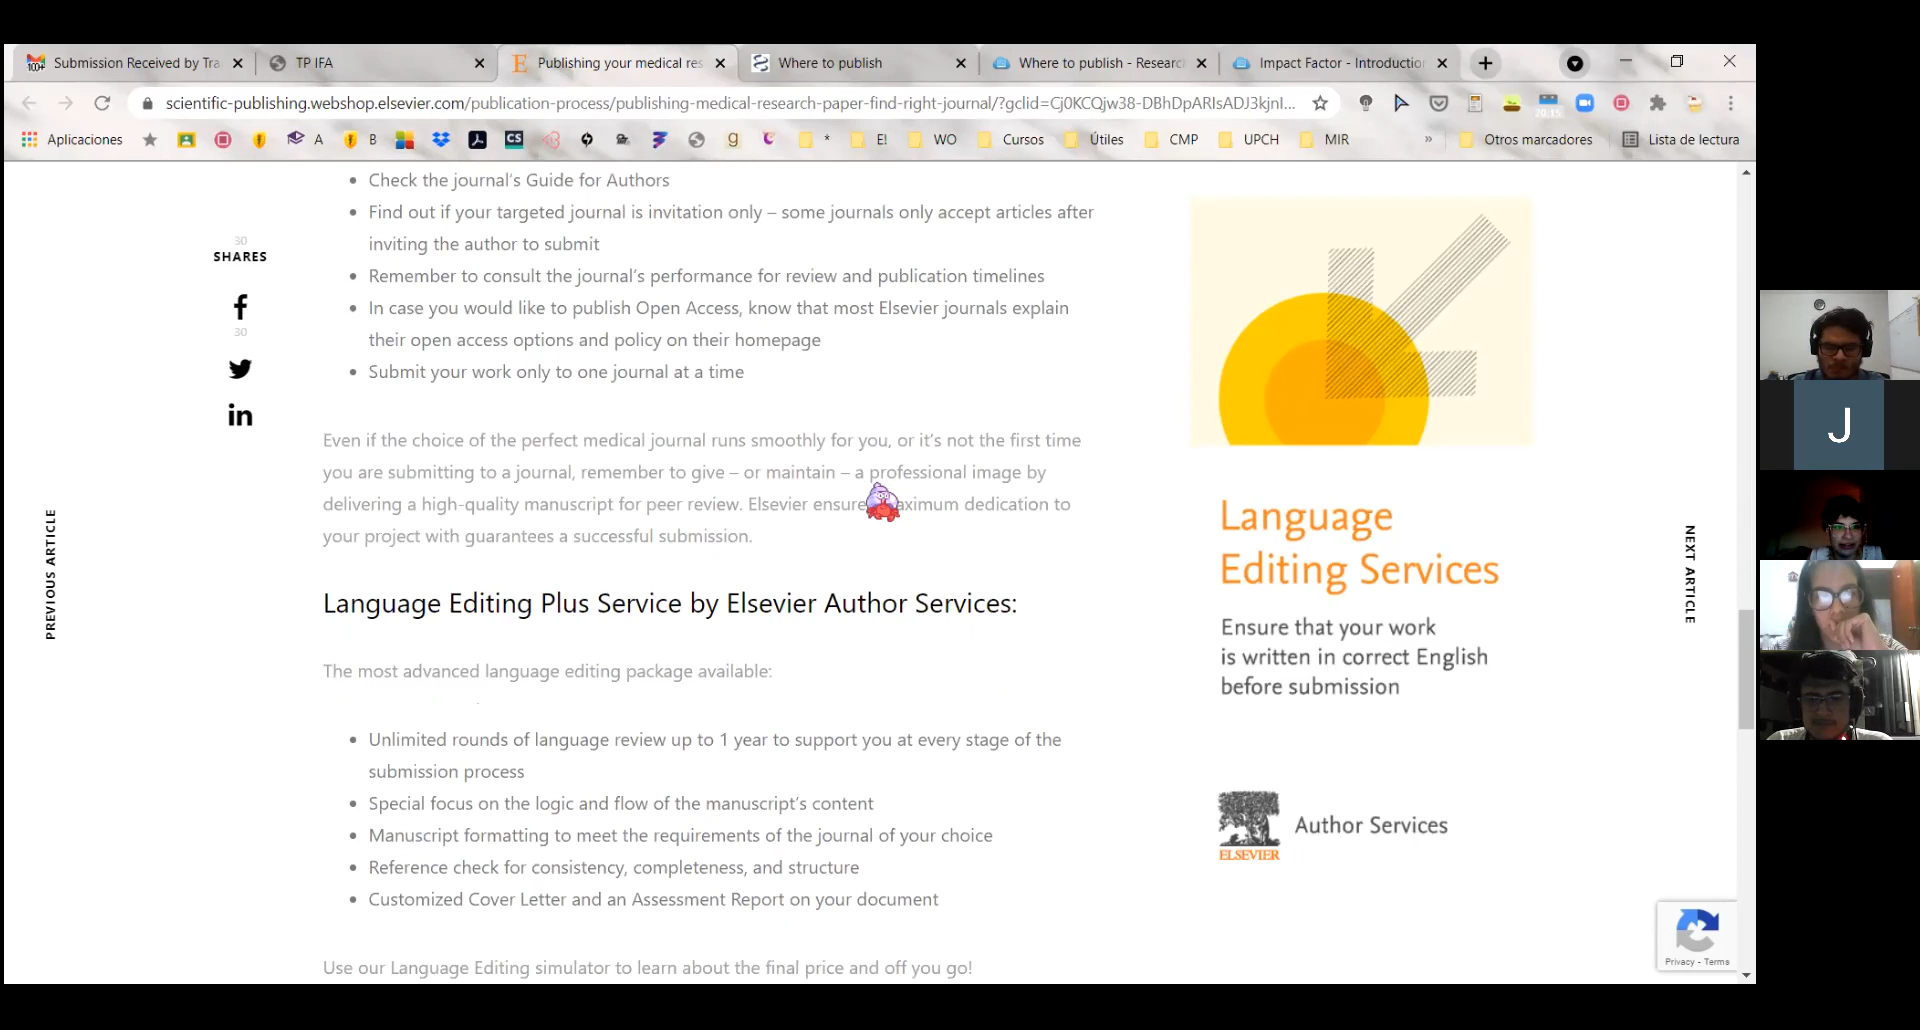 Submission Received by Tra
TP IFA
Publishing your medical res
Where to publish
Where to publish - Researc
Impact Factor - Introductio
scientific-publishing.webshop.elsevier.com/publication-process/publishing-medical-research-paper-find-right-journal/?gclid=Cj0KCQjw38-DBhDpARIsADJ3kjnI...
Aplicaciones
A
B
*
E!
WO
Cursos
Útiles
CMP
UPCH
MIR
»
Otros marcadores
Lista de lectura
• Check the journal's Guide for Authors
• Find out if your targeted journal is invitation only – some journals only accept articles after
inviting the author to submit
• Remember to consult the journal's performance for review and publication timelines
• In case you would like to publish Open Access, know that most Elsevier journals explain
their open access options and policy on their homepage
• Submit your work only to one journal at a time
30
SHARES
30
Even if the choice of the perfect medical journal runs smoothly for you, or it's not the first time
you are submitting to a journal, remember to give – or maintain – a professional image by
delivering a high-quality manuscript for peer review. Elsevier ensure aximum dedication to
your project with guarantees a successful submission.
PREVIOUS ARTICLE
Language Editing Plus Service by Elsevier Author Services:
The most advanced language editing package available:
• Unlimited rounds of language review up to 1 year to support you at every stage of the
submission process
• Special focus on the logic and flow of the manuscript's content
• Manuscript formatting to meet the requirements of the journal of your choice
• Reference check for consistency, completeness, and structure
• Customized Cover Letter and an Assessment Report on your document
Use our Language Editing simulator to learn about the final price and off you go!
Language
Editing Services
Ensure that your work
is written in correct English
before submission
ELSEVIER
Author Services
NEXT ARTICLE
Privacy - Terms
J